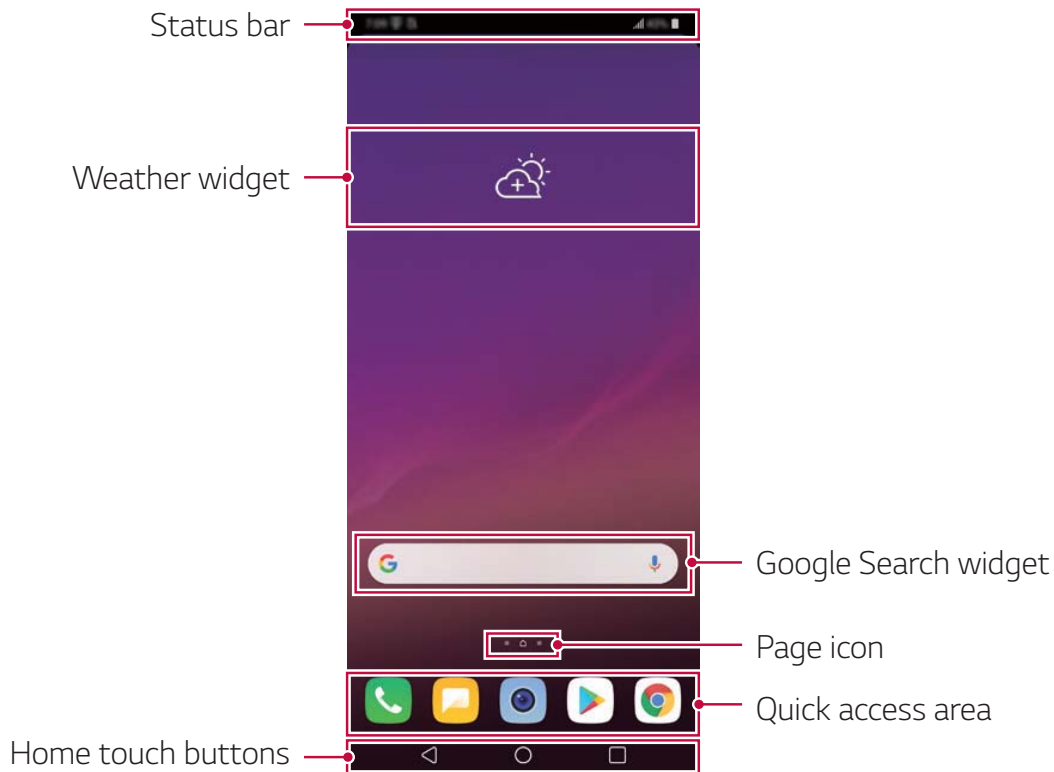 Status bar
Weather widget
Google Search widget
Page icon
Quick access area
Home touch buttons